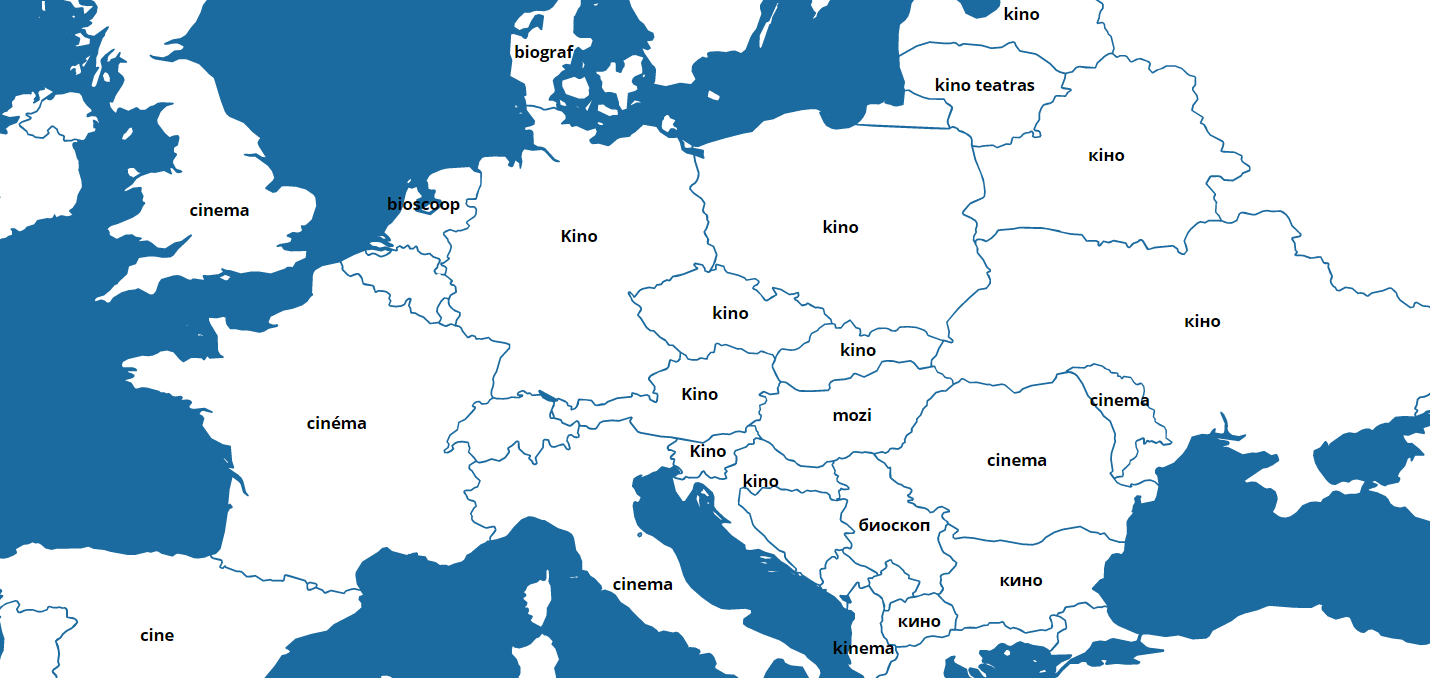 kino
biograf
kino teatras
кіно
bioscoop
cinema
kino
Kino
kino
кіно
kino
Kino
cinema
mozi
cinéma
Kino
cinema
kino
биоскоп
кино
cinema
кино
cine
kinema